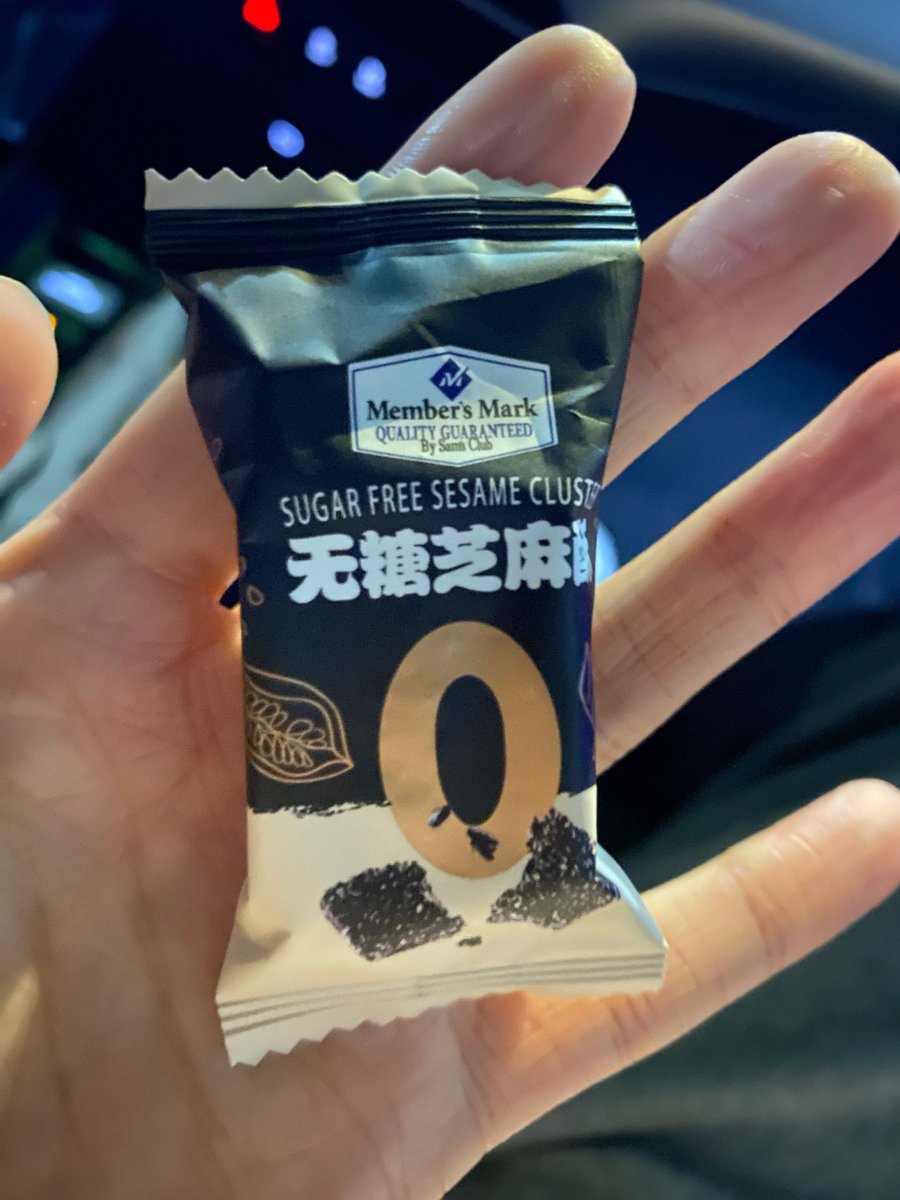 Member's Mark
QUALITY GUARANTEED
By Sam's Club
SUGAR FREE SESAME
无糖芝麻
0